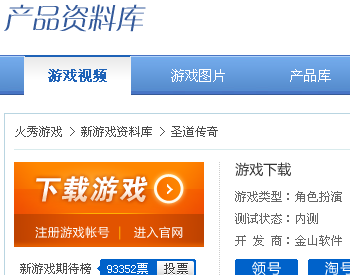 产品资料库
游戏视频 游戏图片 产品库
火秀游戏 > 新游戏资料库 > 圣道传奇
下载游戏
注册游戏帐号 | 进入官网
新游戏期待榜 93352票 投票
游戏下载
游戏类型：角色扮演
测试状态：内测
开 发 商：金山软件
领号 淘号